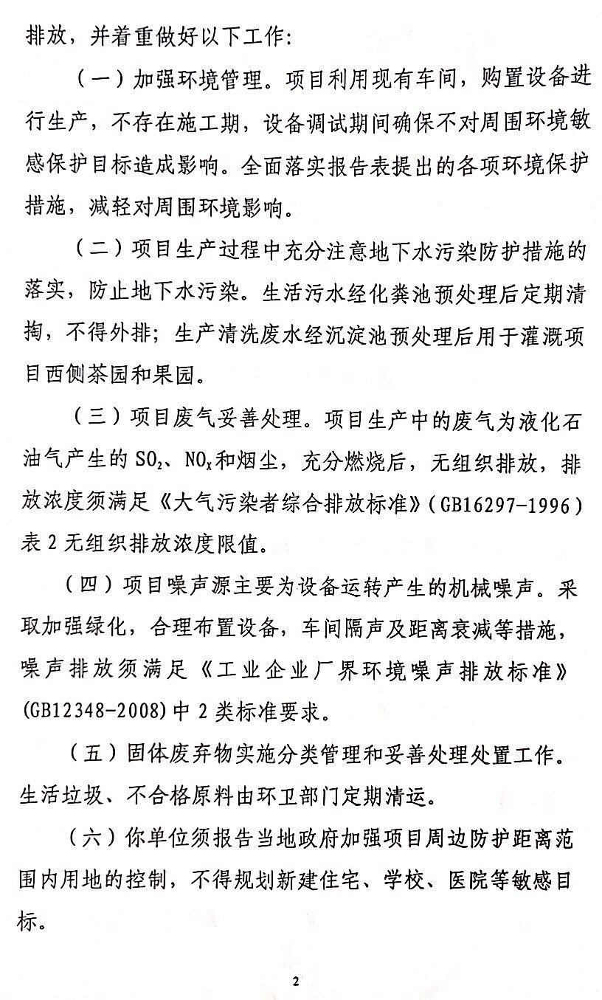 排放，并着重做好以下工作：
（一）加强环境管理。项目利用现有车间，购置设备进
行生产，不存在施工期，设备调试期间确保不对周围环境敏
感保护目标造成影响。全面落实报告表提出的各项环境保护
措施，减轻对周围环境影响。
（二）项目生产过程中充分注意地下水污染防护措施的
落实，防止地下水污染。生活污水经化粪池预处理后定期清
掏，不得外排；生产清洗废水经沉淀池预处理后用于灌溉项
目西侧茶园和果园。
（三）项目废气妥善处理。项目生产中的废气为液化石
油气产生的 SO₂、NOₓ和烟尘，充分燃烧后，无组织排放，排
放浓度须满足《大气污染者综合排放标准》（GB16297-1996）
表 2 无组织排放浓度限值。
（四）项目噪声源主要为设备运转产生的机械噪声。采
取加强绿化，合理布置设备，车间隔声及距离衰减等措施，
噪声排放须满足《工业企业厂界环境噪声排放标准》
(GB12348-2008)中 2 类标准要求。
（五）固体废弃物实施分类管理和妥善处理处置工作。
生活垃圾、不合格原料由环卫部门定期清运。
（六）你单位须报告当地政府加强项目周边防护距离范
围内用地的控制，不得规划新建住宅、学校、医院等敏感目
标。
2